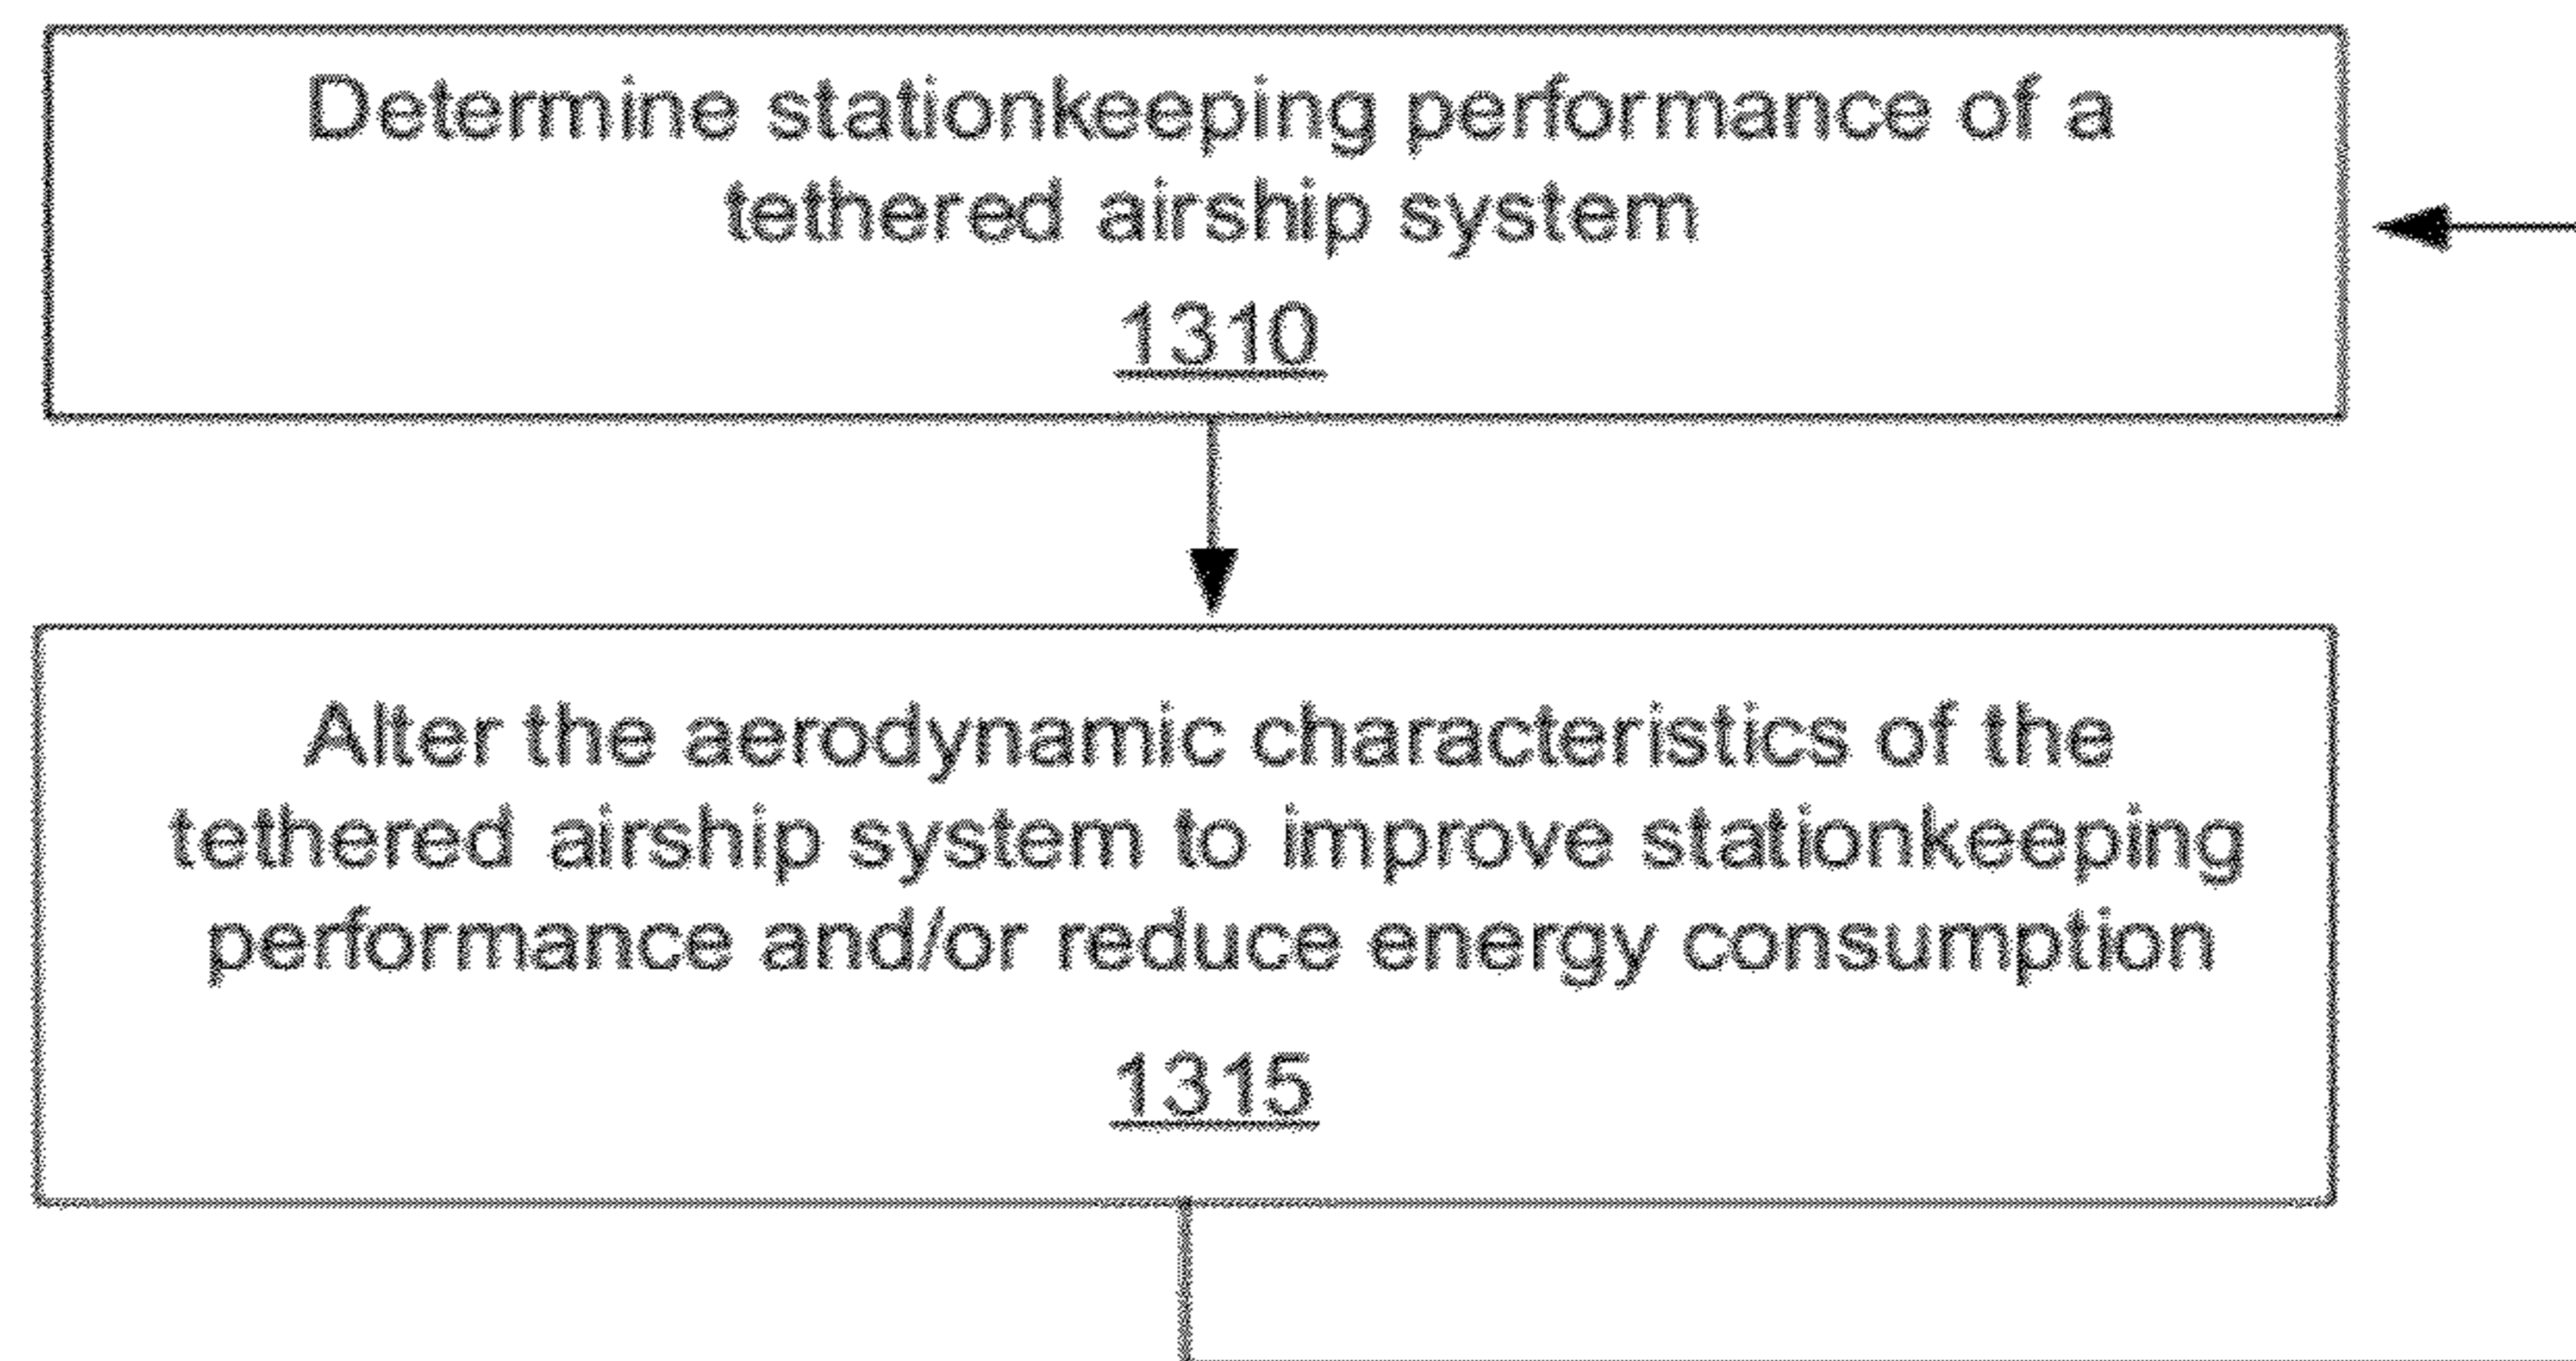 Determine stationkeeping performance of a
tethered airship system
1310
Alter the aerodynamic characteristics of the
tethered airship system to improve stationkeeping
performance and/or reduce energy consumption
1315